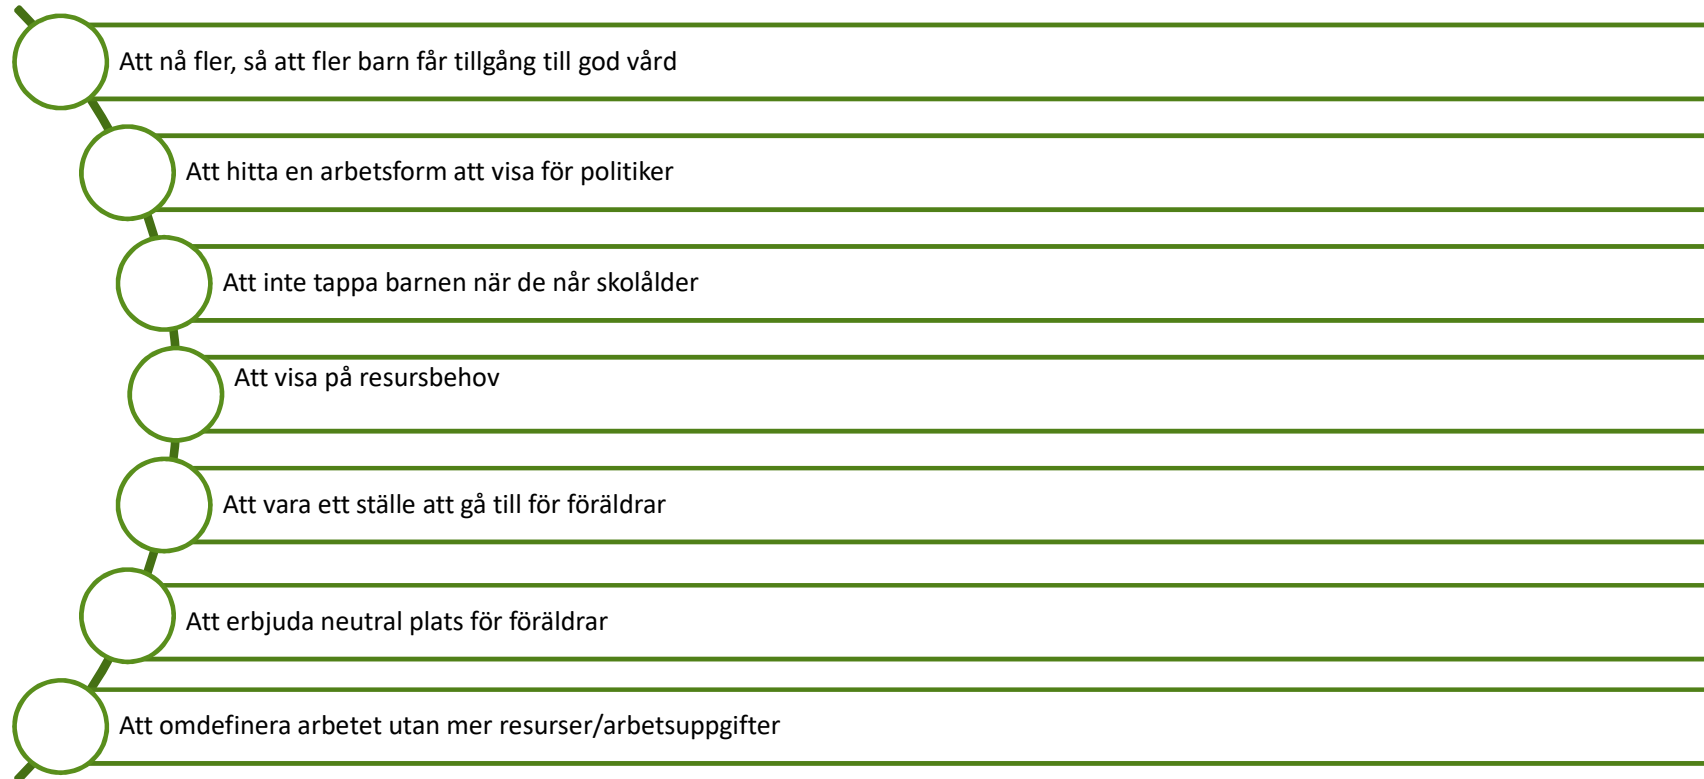 Att nå fler, så att fler barn får tillgång till god vård
Att hitta en arbetsform att visa för politiker
Att inte tappa barnen när de når skolålder
Att visa på resursbehov
Att vara ett ställe att gå till för föräldrar
Att erbjuda neutral plats för föräldrar
Att omdefinera arbetet utan mer resurser/arbetsuppgifter